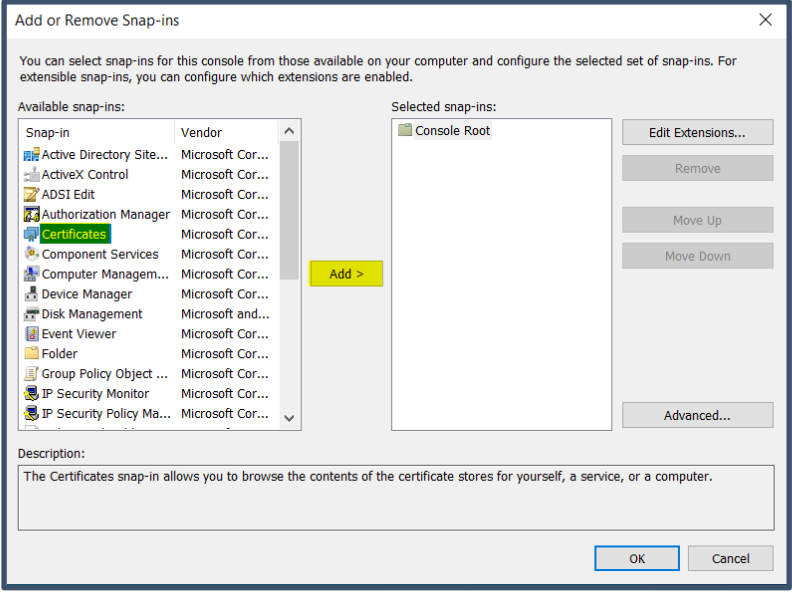 Add or Remove Snap-ins
You can select snap-ins for this console from those available on your computer and configure the selected set of snap-ins. For
extensible snap-ins, you can configure which extensions are enabled.
Available snap-ins:
Selected snap-ins:
Snap-in Vendor
Active Directory Site... Microsoft Cor...
ActiveX Control Microsoft Cor...
ADSI Edit Microsoft Cor...
Authorization Manager Microsoft Cor...
Certificates Microsoft Cor...
Component Services Microsoft Cor...
Computer Managem... Microsoft Cor...
Device Manager Microsoft Cor...
Disk Management Microsoft and...
Event Viewer Microsoft Cor...
Folder Microsoft Cor...
Group Policy Object ... Microsoft Cor...
IP Security Monitor Microsoft Cor...
IP Security Policy Ma... Microsoft Cor...
Add >
Console Root
Edit Extensions...
Remove
Move Up
Move Down
Advanced...
Description:
The Certificates snap-in allows you to browse the contents of the certificate stores for yourself, a service, or a computer.
OK
Cancel